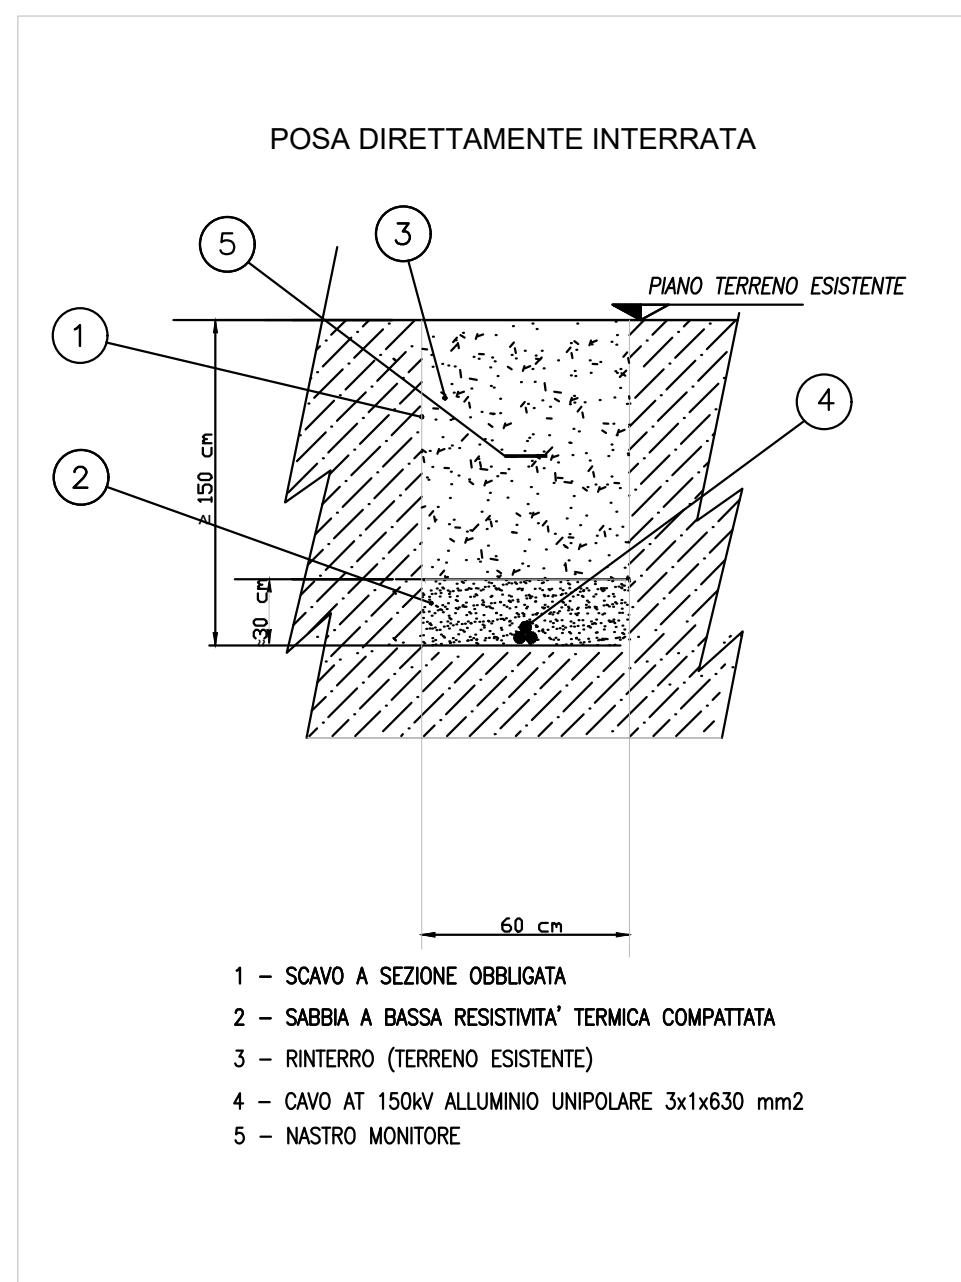 POSA DIRETTAMENTE INTERRATA
5
3
PIANO TERRENO ESISTENTE
1
4
2
≥ 150 cm
30 cm
60 cm
1 – SCAVO A SEZIONE OBBLIGATA
2 – SABBIA A BASSA RESISTIVITA' TERMICA COMPATTATA
3 – RINTERRO (TERRENO ESISTENTE)
4 – CAVO AT 150kV ALLUMINIO UNIPOLARE 3x1x630 mm2
5 – NASTRO MONITORE